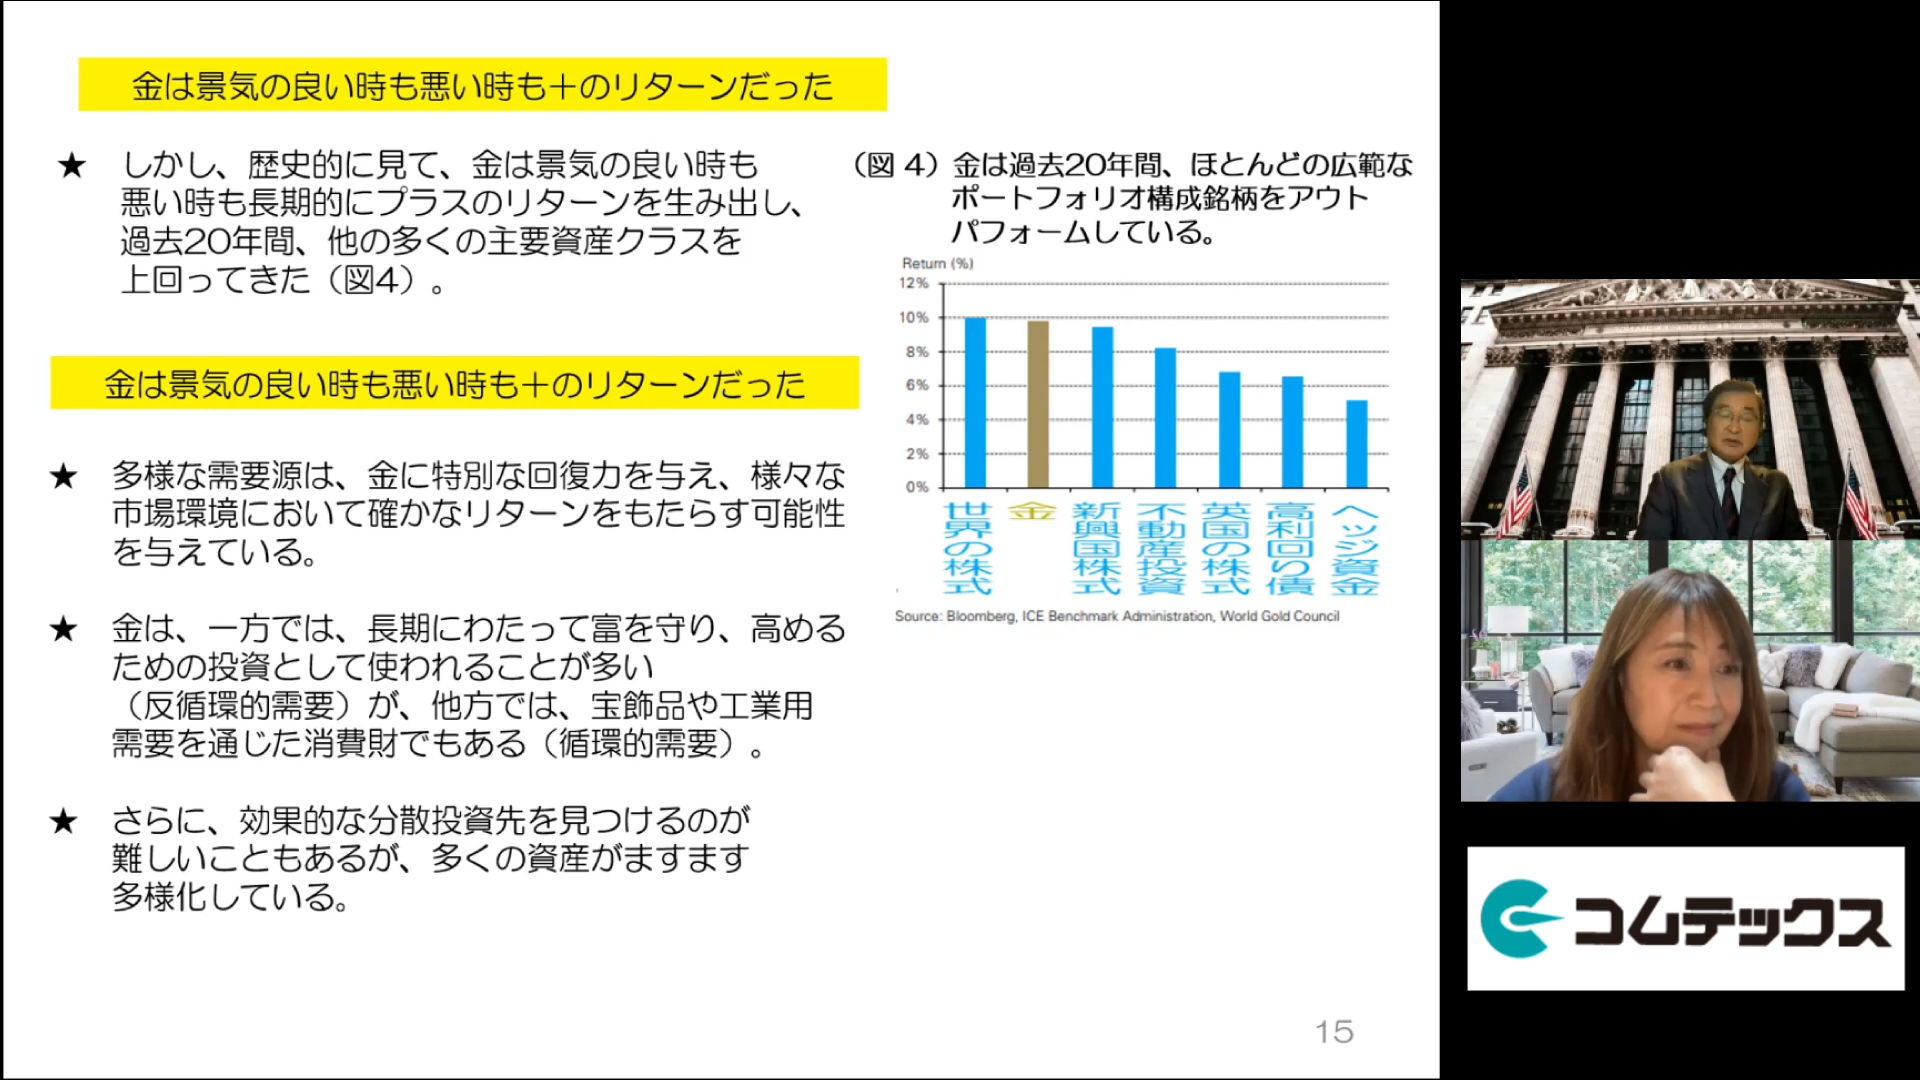 金は景気の良い時も悪い時も＋のリターンだった
★ しかし、歴史的に見て、金は景気の良い時も
悪い時も長期的にプラスのリターンを生み出し、
過去20年間、他の多くの主要資産クラスを
上回ってきた（図4）。
金は景気の良い時も悪い時も＋のリターンだった
★ 多様な需要源は、金に特別な回復力を与え、様々な
市場環境において確かなリターンをもたらす可能性
を与えている。
★ 金は、一方では、長期にわたって富を守り、高める
ための投資として使われることが多い
（反循環的需要）が、他方では、宝飾品や工業用
需要を通じた消費財でもある（循環的需要）。
★ さらに、効果的な分散投資先を見つけるのが
難しいこともあるが、多くの資産がますます
多様化している。
（図 4）金は過去20年間、ほとんどの広範な
ポートフォリオ構成銘柄をアウト
パフォームしている。
Return (%)
12%
10%
8%
6%
4%
2%
0%
世界の株式
金
新興国株式
不動産投資
英国の株式
高利回り債
ヘッジ資金
Source: Bloomberg, ICE Benchmark Administration, World Gold Council
15
コムテックス